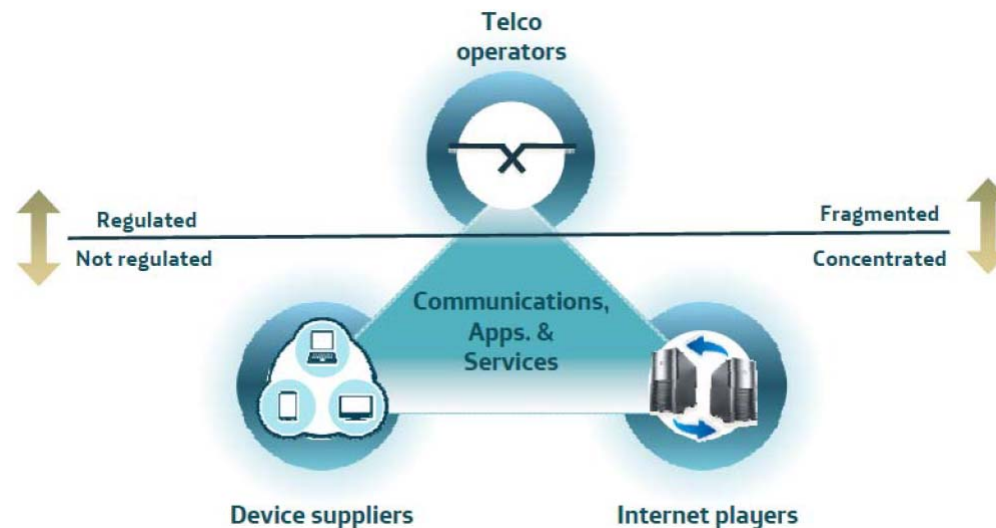 Telco
operators
Regulated
Fragmented
Not regulated
Concentrated
Communications,
Apps. &
Services
Device suppliers
Internet players